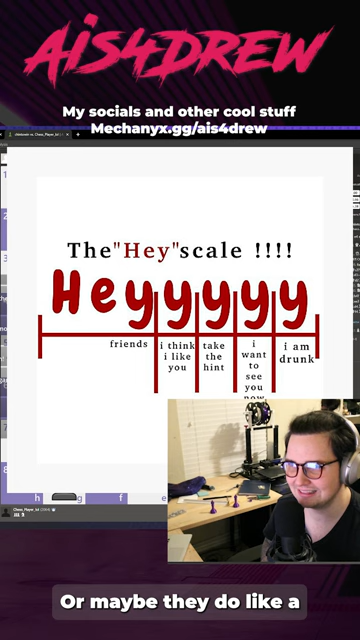 AiS4DREW
My socials and other cool stuff
Mechanyx.gg/ais4drew
The"Hey"scale !!!!
Heyyyyy
friends
i think
i like
you
take
the
hint
i
want
to
see
you
now
i am
drunk
h g f e
Or maybe they do like a